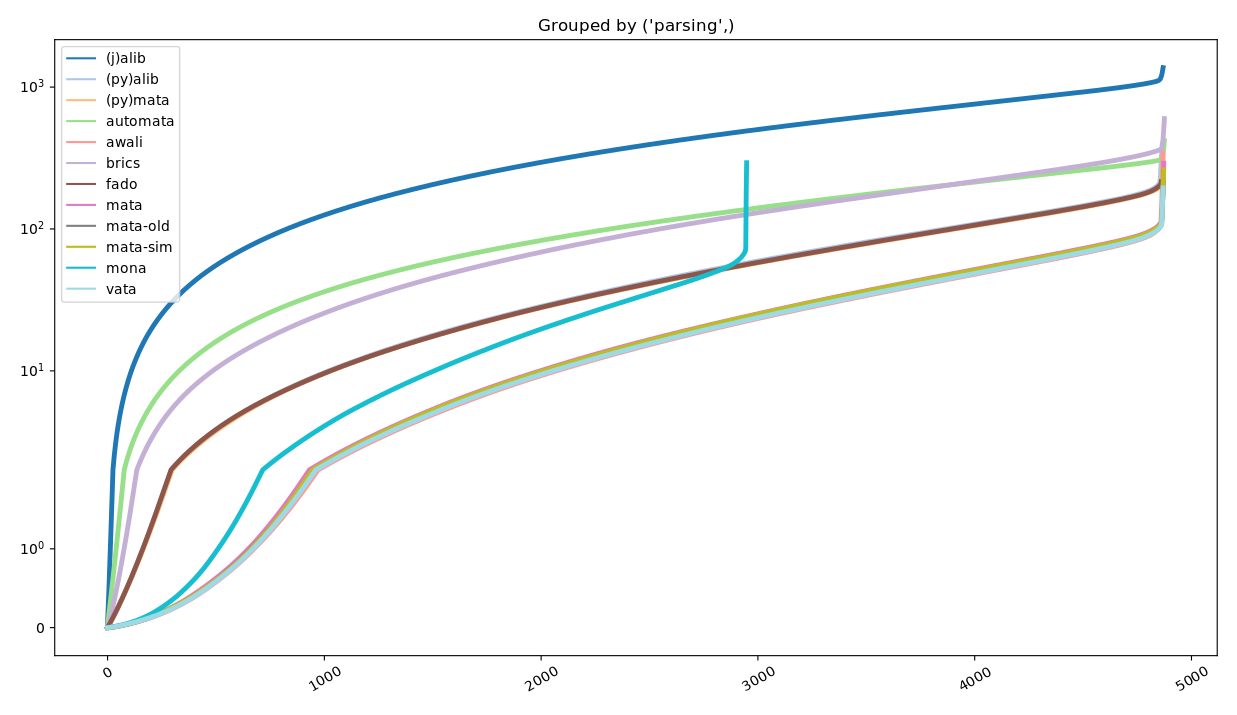 Grouped by ('parsing',)
(j)alib
(py)alib
(py)mata
automata
awali
brics
fado
mata
mata-old
mata-sim
mona
vata
10³
10²
10¹
10⁰
0
0
1000
2000
3000
4000
5000